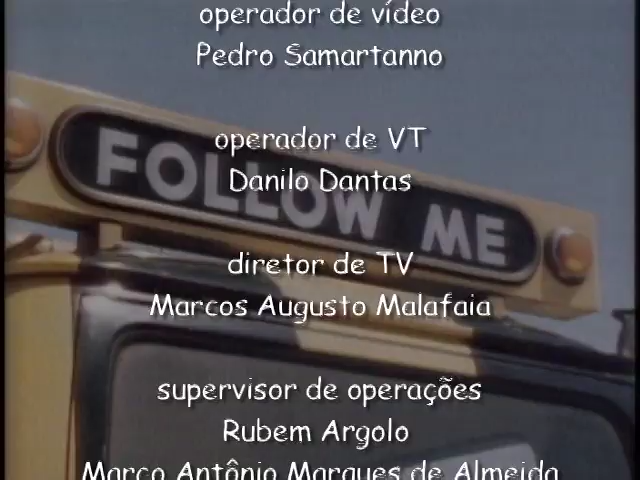 operador de vídeo
Pedro Samartanno
operador de VT
Danilo Dantas
FOLLOW ME
diretor de TV
Marcos Augusto Malafaia
supervisor de operações
Rubem Argolo
Marco Antônio Marques de Almeida